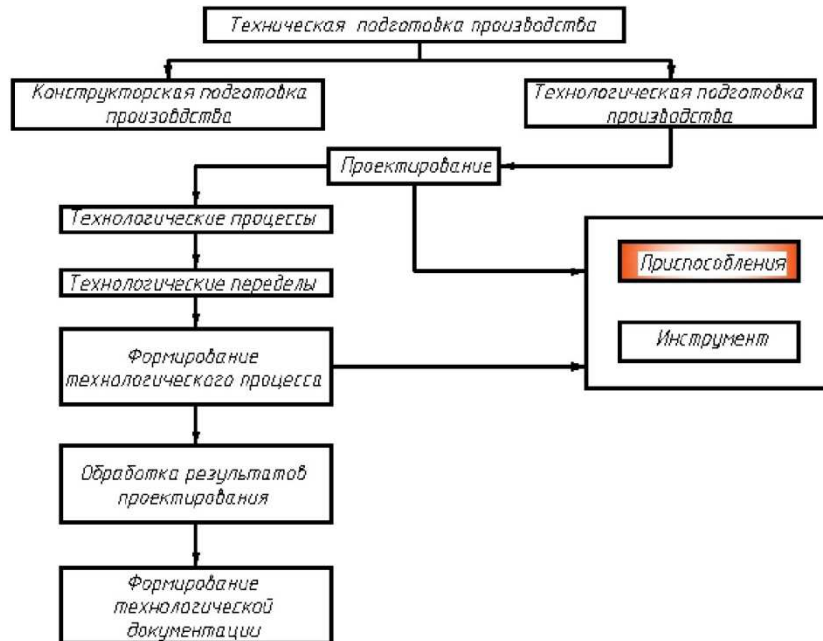 Техническая подготовка производства
Конструкторская подготовка
произовдства
Технологическая подготовка
производства
Проектирование
Технологические процессы
Технологические переделы
Приспособления
Инструмент
Формирование
технологического процесса
Обработка результатов
проектирования
Формирование
технологической
документации